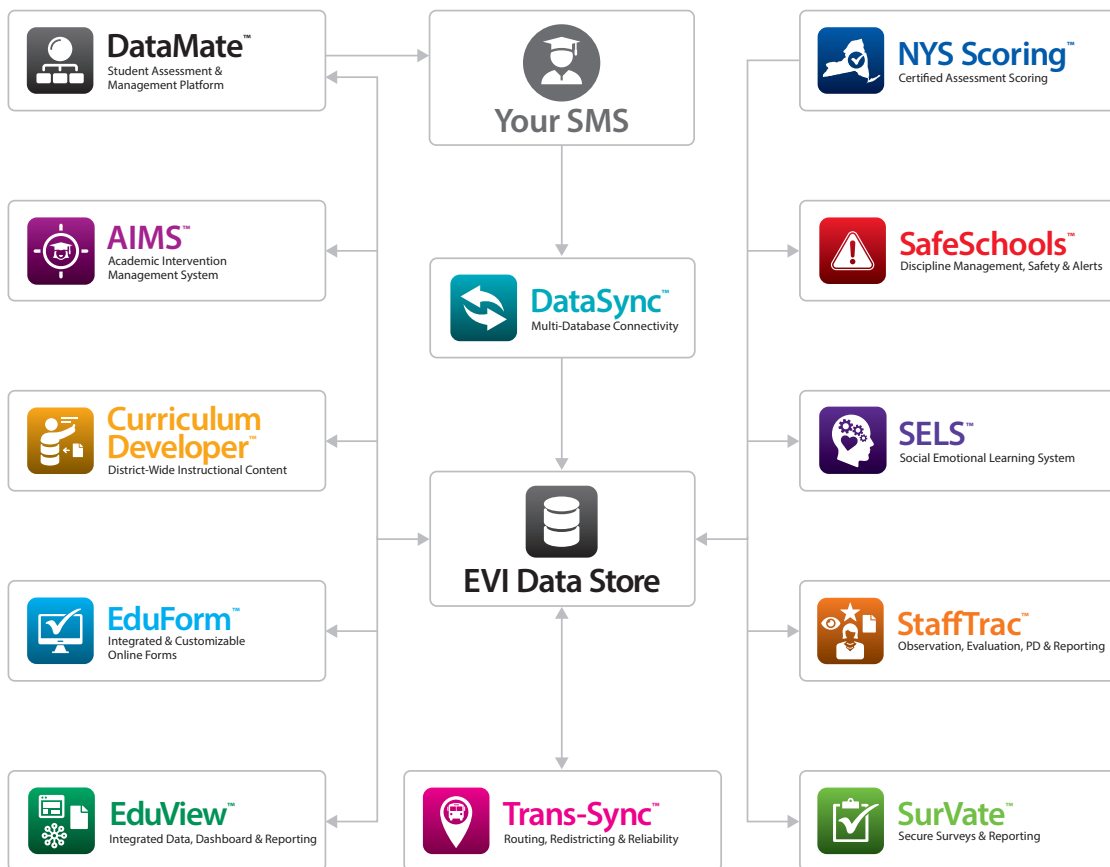 DataMate™
Student Assessment &
Management Platform
Your SMS
NYS Scoring™
Certified Assessment Scoring
AIMS™
Academic Intervention
Management System
DataSync™
Multi-Database Connectivity
SafeSchools™
Discipline Management, Safety & Alerts
Curriculum
Developer™
District-Wide Instructional Content
EVI Data Store
SELS™
Social Emotional Learning System
EduForm™
Integrated & Customizable
Online Forms
StaffTrac™
Observation, Evaluation, PD & Reporting
EduView™
Integrated Data, Dashboard & Reporting
Trans-Sync™
Routing, Redistricting & Reliability
SurVate™
Secure Surveys & Reporting